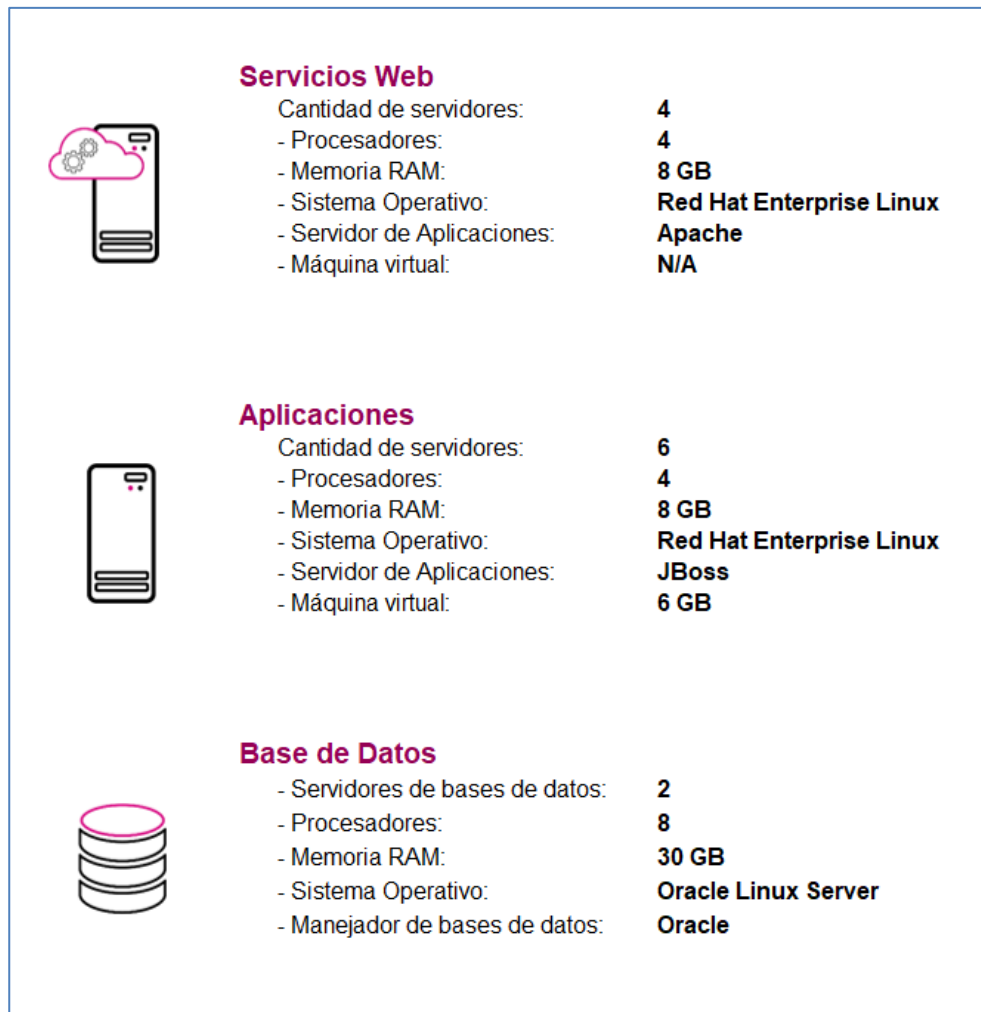 Servicios Web
Cantidad de servidores: 4
- Procesadores: 4
- Memoria RAM: 8 GB
- Sistema Operativo: Red Hat Enterprise Linux
- Servidor de Aplicaciones: Apache
- Máquina virtual: N/A
Aplicaciones
Cantidad de servidores: 6
- Procesadores: 4
- Memoria RAM: 8 GB
- Sistema Operativo: Red Hat Enterprise Linux
- Servidor de Aplicaciones: JBoss
- Máquina virtual: 6 GB
Base de Datos
- Servidores de bases de datos: 2
- Procesadores: 8
- Memoria RAM: 30 GB
- Sistema Operativo: Oracle Linux Server
- Manejador de bases de datos: Oracle